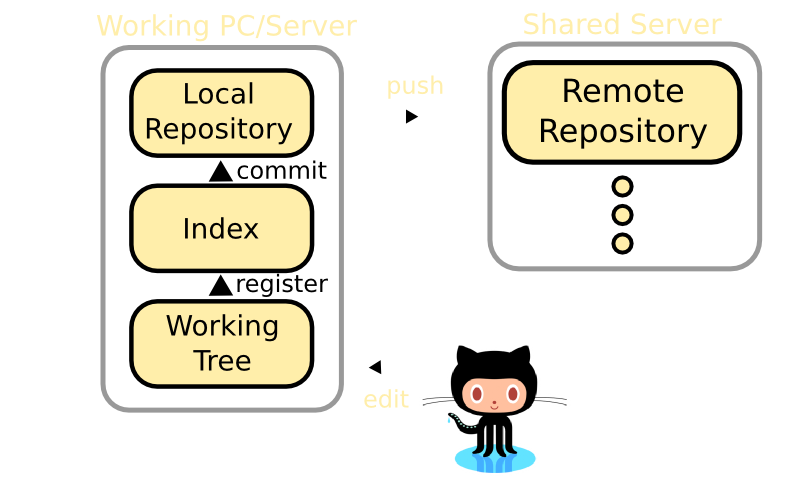 Working PC/Server
Shared Server
Local
Repository
push
Remote
Repository
commit
Index
register
Working
Tree
edit